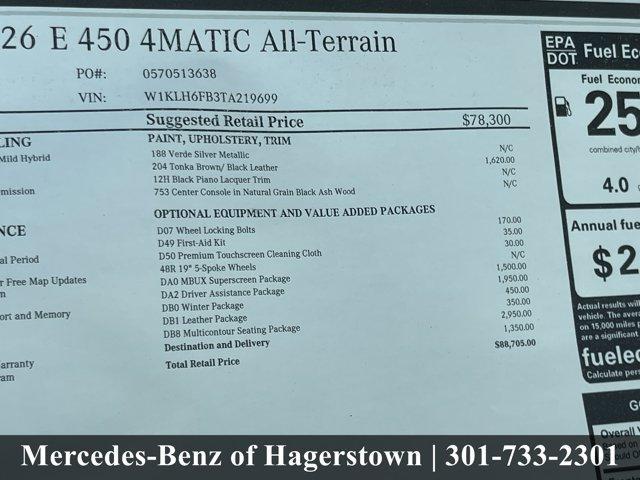 26 E 450 4MATIC All-Terrain
PO#: 0570513638
VIN: W1KLH6FB3TA219699
Suggested Retail Price $78,300
LING
Mild Hybrid
mission
NCE
al Period
r Free Map Updates
m
ort and Memory
arranty
ram
PAINT, UPHOLSTERY, TRIM
188 Verde Silver Metallic N/C
204 Tonka Brown/ Black Leather 1,620.00
12H Black Piano Lacquer Trim N/C
753 Center Console in Natural Grain Black Ash Wood N/C
OPTIONAL EQUIPMENT AND VALUE ADDED PACKAGES
D07 Wheel Locking Bolts 170.00
D49 First-Aid Kit 35.00
D50 Premium Touchscreen Cleaning Cloth 30.00
48R 19" 5-Spoke Wheels N/C
DA0 MBUX Superscreen Package 1,500.00
DA2 Driver Assistance Package 1,950.00
DB0 Winter Package 450.00
DB1 Leather Package 350.00
DB8 Multicontour Seating Package 2,950.00
Destination and Delivery 1,350.00
Total Retail Price $88,705.00
EPA
DOT Fuel Ec
Fuel Econor
25
combined city/
4.0
Annual fue
$2
Actual results will
vehicle. The avera
on 15,000 miles
are a significant
fuelec
Calculate pers
G
Overall V
Based on
ould O
Mercedes-Benz of Hagerstown | 301-733-2301